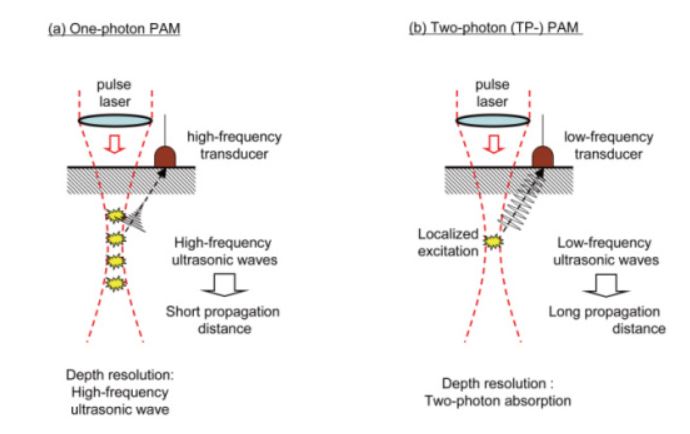 (a) One-photon PAM
pulse
laser
high-frequency
transducer
High-frequency
ultrasonic waves
Short propagation
distance
Depth resolution:
High-frequency
ultrasonic wave
(b) Two-photon (TP-) PAM
pulse
laser
low-frequency
transducer
Localized
excitation
Low-frequency
ultrasonic waves
Long propagation
distance
Depth resolution :
Two-photon absorption